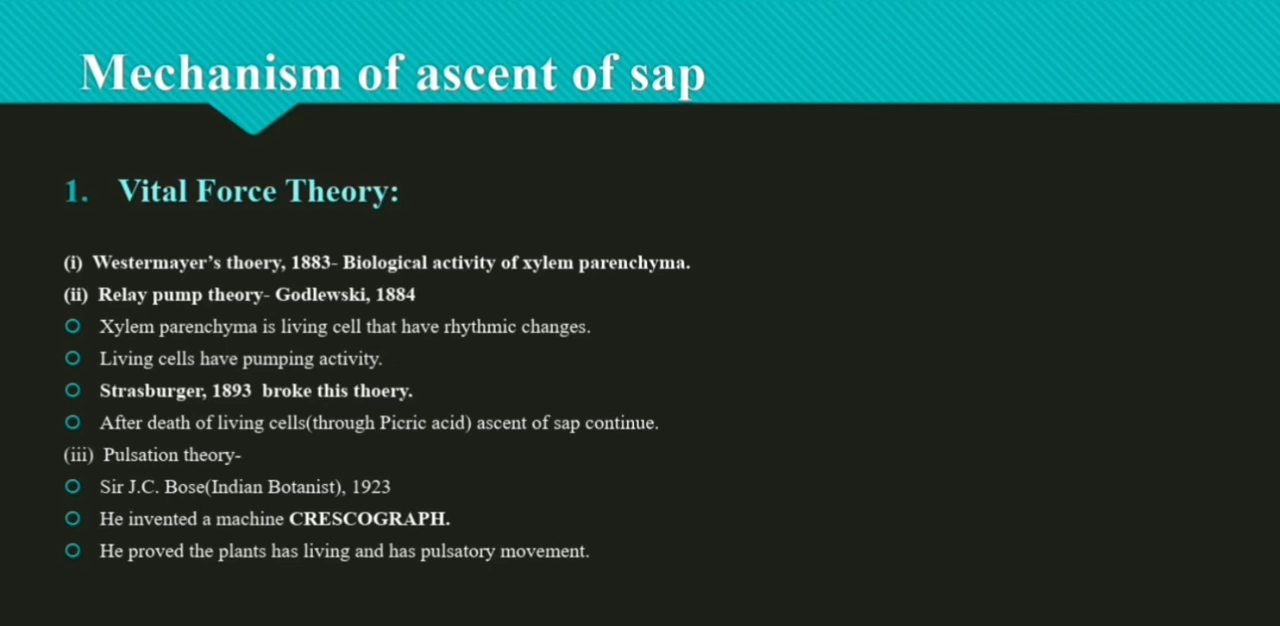 Mechanism of ascent of sap
1. Vital Force Theory:
(i) Westermayer’s thoery, 1883- Biological activity of xylem parenchyma.
(ii) Relay pump theory- Godlewski, 1884
Xylem parenchyma is living cell that have rhythmic changes.
Living cells have pumping activity.
Strasburger, 1893 broke this thoery.
After death of living cells(through Picric acid) ascent of sap continue.
(iii) Pulsation theory-
Sir J.C. Bose(Indian Botanist), 1923
He invented a machine CRESCOGRAPH.
He proved the plants has living and has pulsatory movement.